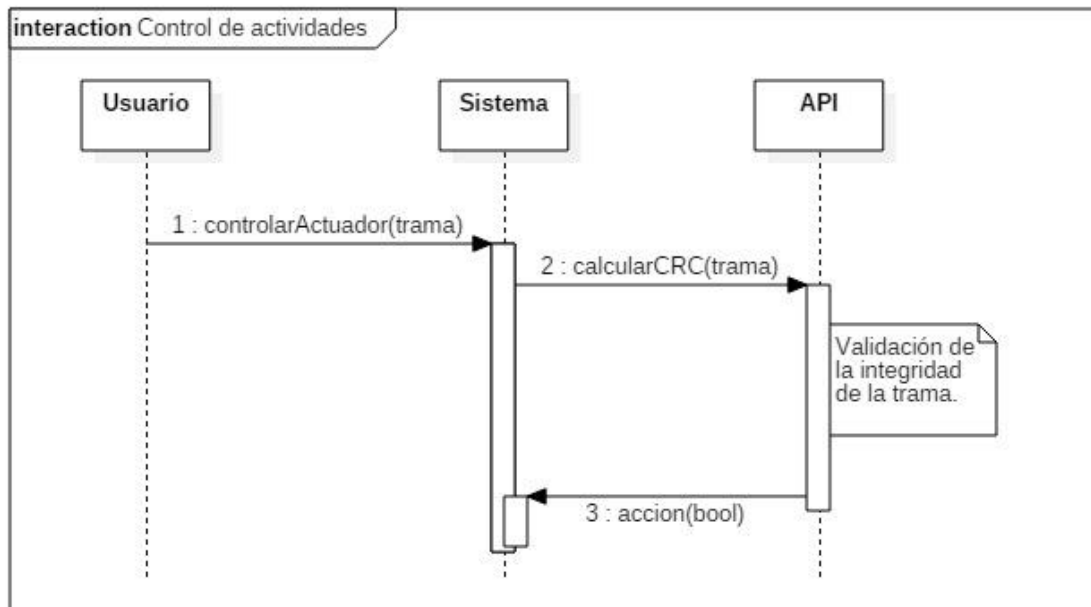 interaction Control de actividades
Usuario
Sistema
API
1 : controlarActuador(trama)
2 : calcularCRC(trama)
Validación de
la integridad
de la trama.
3 : accion(bool)